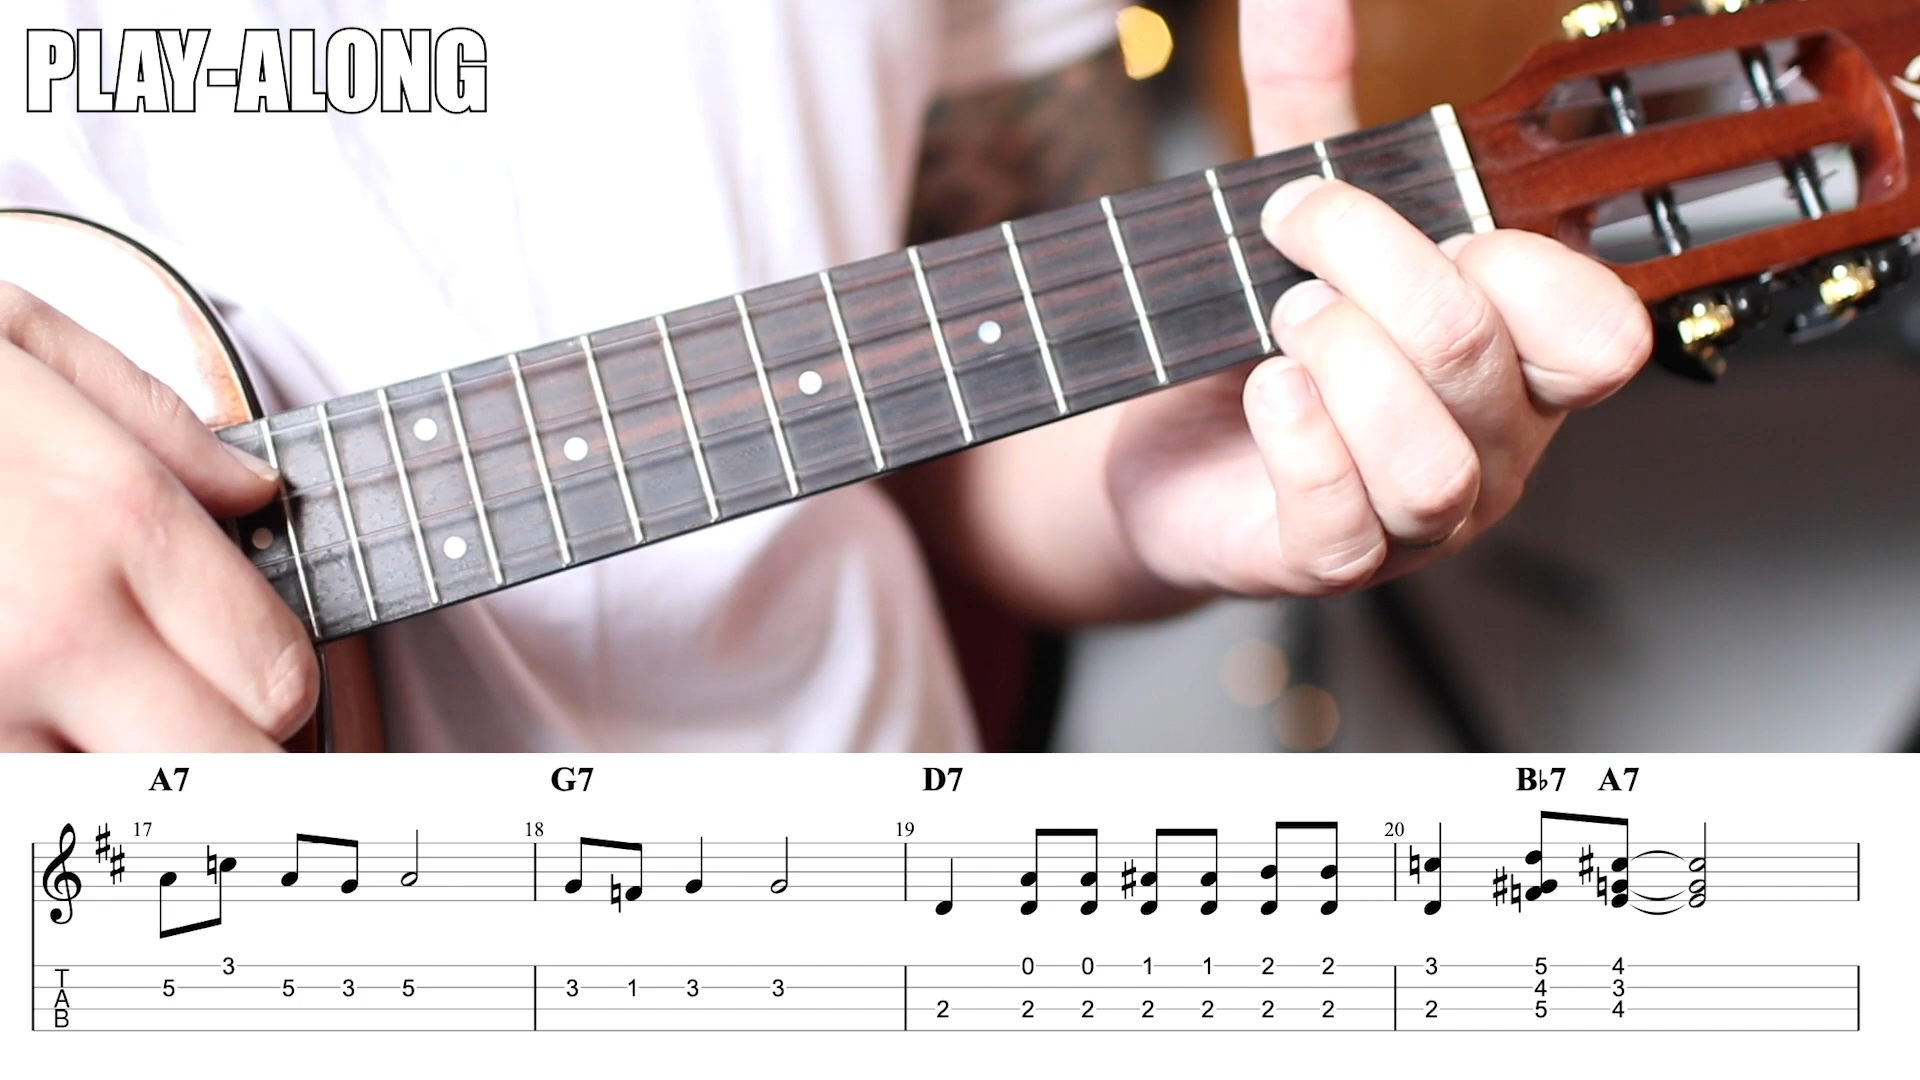 PLAY-ALONG
A7 G7 D7 B♭7 A7
17 18 19 20
3 0 0 1 1 2 2 3 5 4
T 5 5 3 5 3 1 3 3 4 3
A 2 2 2 2 2 2 2 2 5 4
B